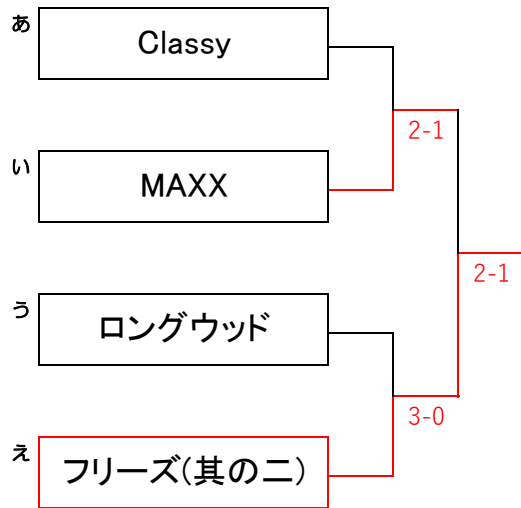 あ
Classy
2-1
い
MAXX
2-1
う
ロングウッド
3-0
え
フリーズ(其の二)